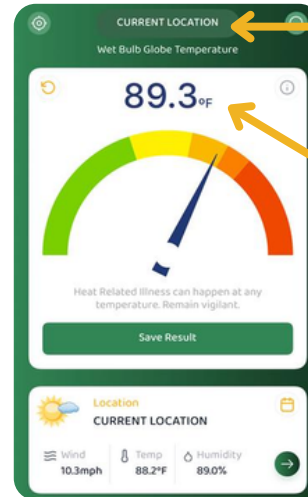 CURRENT LOCATION
Wet Bulb Globe Temperature
89.3°F
Heat Related Illness can happen at any
temperature. Remain vigilant.
Save Result
Location
CURRENT LOCATION
Wind Temp Humidity
10.3mph 88.2°F 89.0%